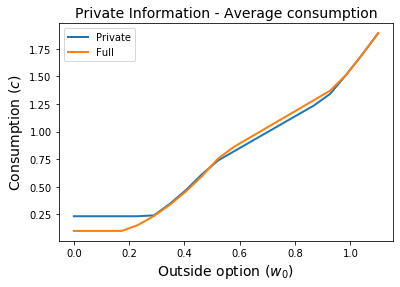 Private Information - Average consumption
Private
Full
Consumption (c)
1.75
1.50
1.25
1.00
0.75
0.50
0.25
0.0 0.2 0.4 0.6 0.8 1.0
Outside option (w₀)